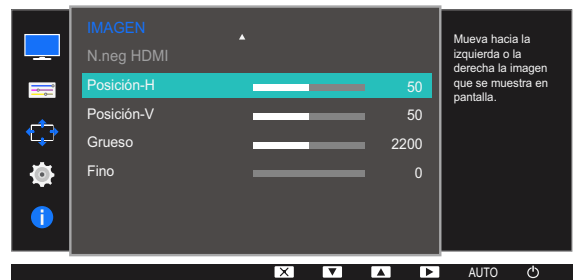 IMAGEN
N.neg HDMI
Posición-H 50
Posición-V 50
Grueso 2200
Fino 0
Mueva hacia la
izquierda o la
derecha la imagen
que se muestra en
pantalla.
AUTO